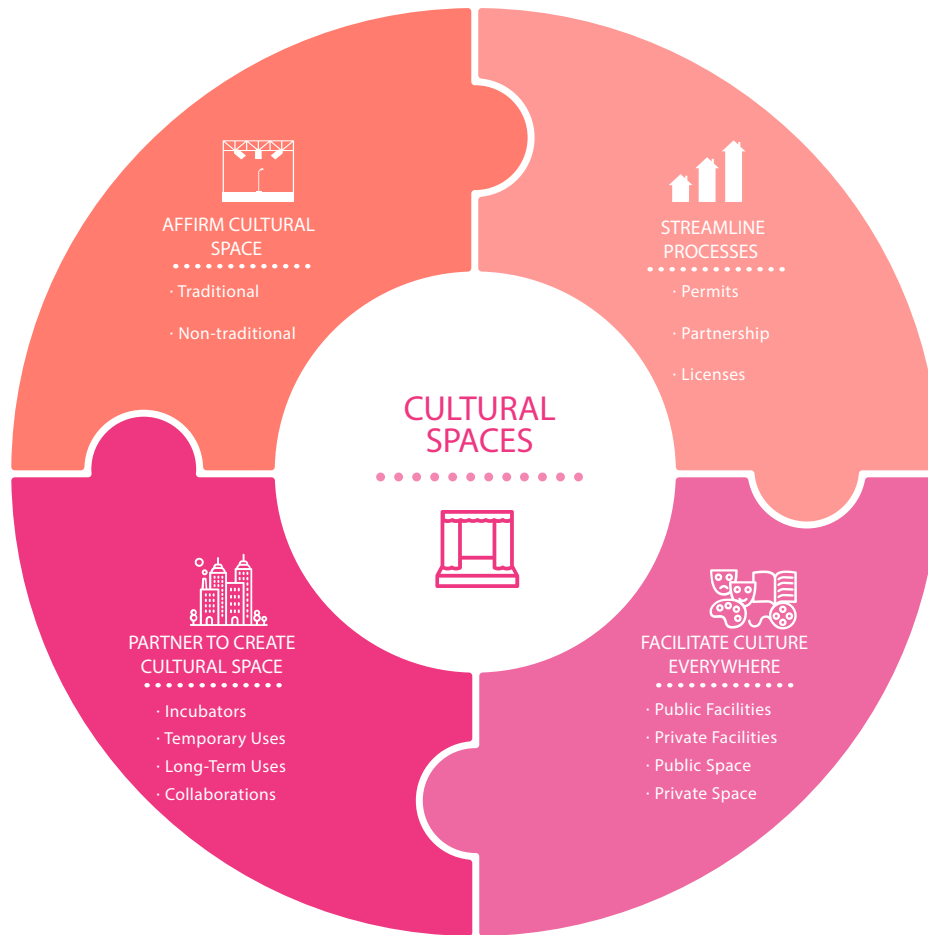 AFFIRM CULTURAL
SPACE
· Traditional
· Non-traditional
STREAMLINE
PROCESSES
· Permits
· Partnership
· Licenses
CULTURAL
SPACES
PARTNER TO CREATE
CULTURAL SPACE
· Incubators
· Temporary Uses
· Long-Term Uses
· Collaborations
FACILITATE CULTURE
EVERYWHERE
· Public Facilities
· Private Facilities
· Public Space
· Private Space